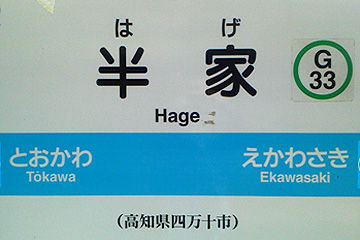 はげ
半家
G
33
Hage
とおかわ えかわさき
Tōkawa Ekawasaki
(高知県四万十市)